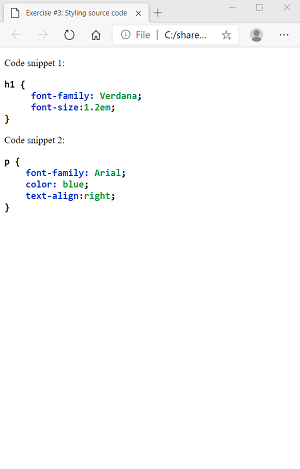 Exercise #3: Styling source code
File | C:/share...
Code snippet 1:
h1 {
font-family: Verdana;
font-size:1.2em;
}
Code snippet 2:
p {
font-family: Arial;
color: blue;
text-align:right;
}